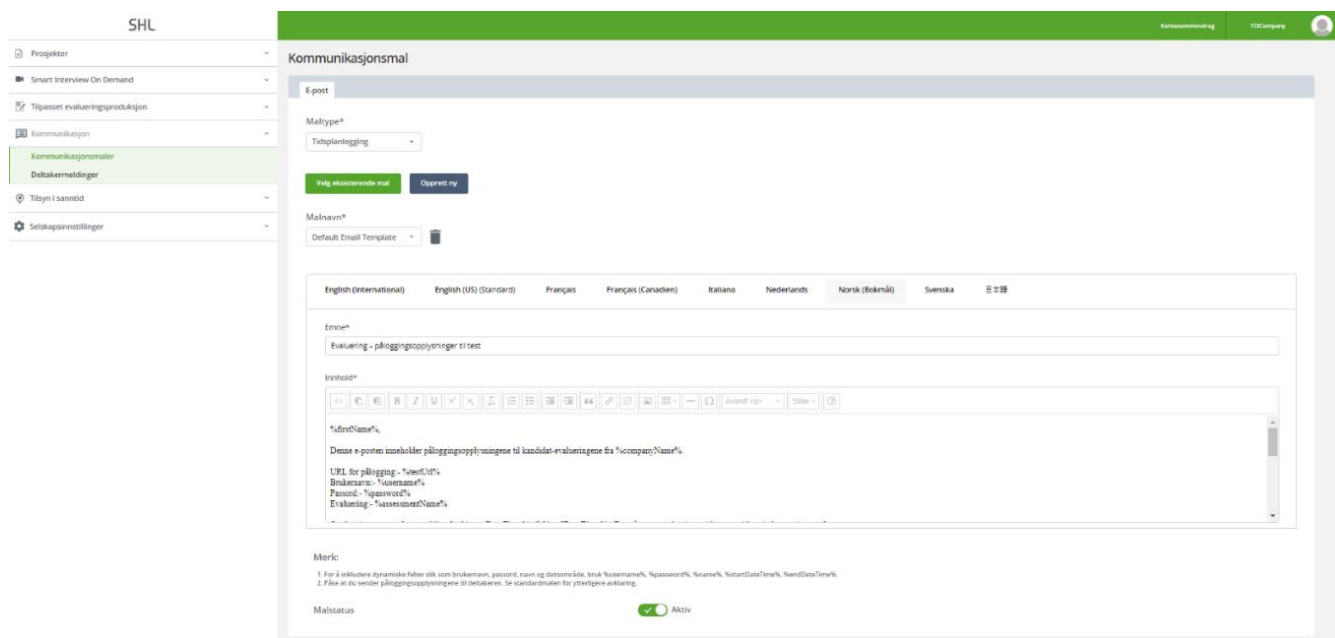 SHL
Kontosammendrag
TOCompany
Prosjekter
Smart Interview On Demand
Tilpasset evalueringsproduksjon
Kommunikasjon
Kommunikasjonsmaler
Deltakermeldinger
Tilsyn i sanntid
Selskapsinnstillinger
Kommunikasjonsmal
E-post
Maltype*
Tidsplanlegging
Velg eksisterende mal
Opprett ny
Malnavn*
Default Email Template
English (International) English (US) (Standard) Français Français (Canadien) Italiano Nederlands Norsk (Bokmål) Svenska 日本語
Emne*
Evaluering – påloggingsopplysninger til test
Innhold*
Avsnitt <p>
Stiler
%firstName%,
Denne e-posten inneholder påloggingsopplysningene til kandidat-evalueringene fra %companyName%.
URL for pålogging:- %testUrl%
Brukernavn:- %username%
Passord:- %password%
Evaluering:- %assessmentName%
Merk:
1. For å inkludere dynamiske felter slik som brukernavn, passord, navn og datoområde, bruk %username%, %password%, %name%, %startDateTime%, %endDateTime%.
2. Påse at du sender påloggingsopplysningene til deltakeren. Se standardmalen for ytterligere avklaring.
Malstatus
Aktiv